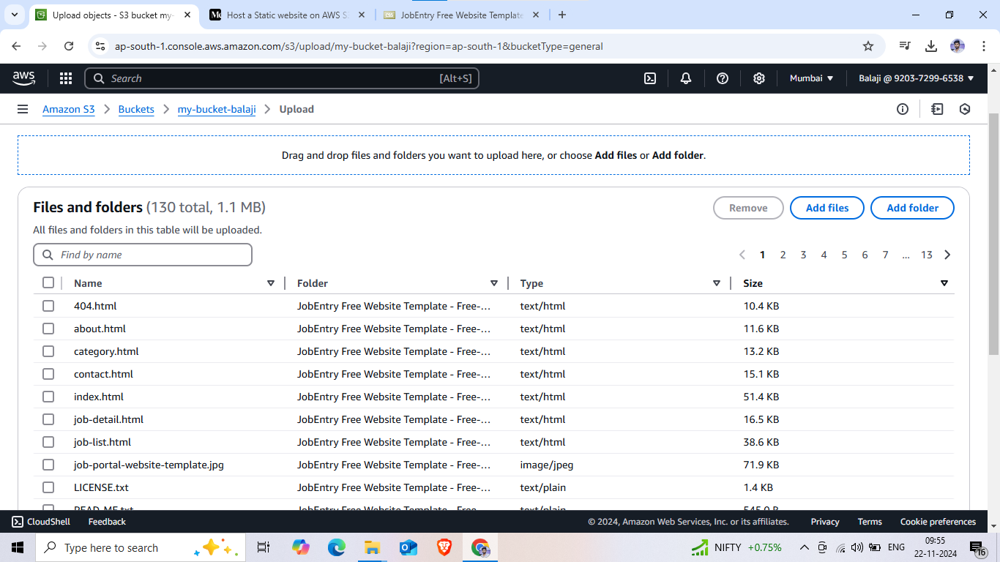 Upload objects - S3 bucket my-
Host a Static website on AWS S
JobEntry Free Website Template
ap-south-1.console.aws.amazon.com/s3/upload/my-bucket-balaji?region=ap-south-1&bucketType=general
aws
Search [Alt+S]
Mumbai
Balaji @ 9203-7299-6538
Amazon S3 > Buckets > my-bucket-balaji > Upload
Drag and drop files and folders you want to upload here, or choose Add files or Add folder.
Files and folders (130 total, 1.1 MB)
Remove Add files Add folder
All files and folders in this table will be uploaded.
Find by name
1 2 3 4 5 6 7 ... 13
Name Folder Type Size
404.html JobEntry Free Website Template - Free-... text/html 10.4 KB
about.html JobEntry Free Website Template - Free-... text/html 11.6 KB
category.html JobEntry Free Website Template - Free-... text/html 13.2 KB
contact.html JobEntry Free Website Template - Free-... text/html 15.1 KB
index.html JobEntry Free Website Template - Free-... text/html 51.4 KB
job-detail.html JobEntry Free Website Template - Free-... text/html 16.5 KB
job-list.html JobEntry Free Website Template - Free-... text/html 38.6 KB
job-portal-website-template.jpg JobEntry Free Website Template - Free-... image/jpeg 71.9 KB
LICENSE.txt JobEntry Free Website Template - Free-... text/plain 1.4 KB
READ-ME.txt JobEntry Free Website Template - Free-... text/plain 545.0 B
CloudShell Feedback © 2024, Amazon Web Services, Inc. or its affiliates. Privacy Terms Cookie preferences
Type here to search
NIFTY +0.75%
ENG
09:55
22-11-2024
16